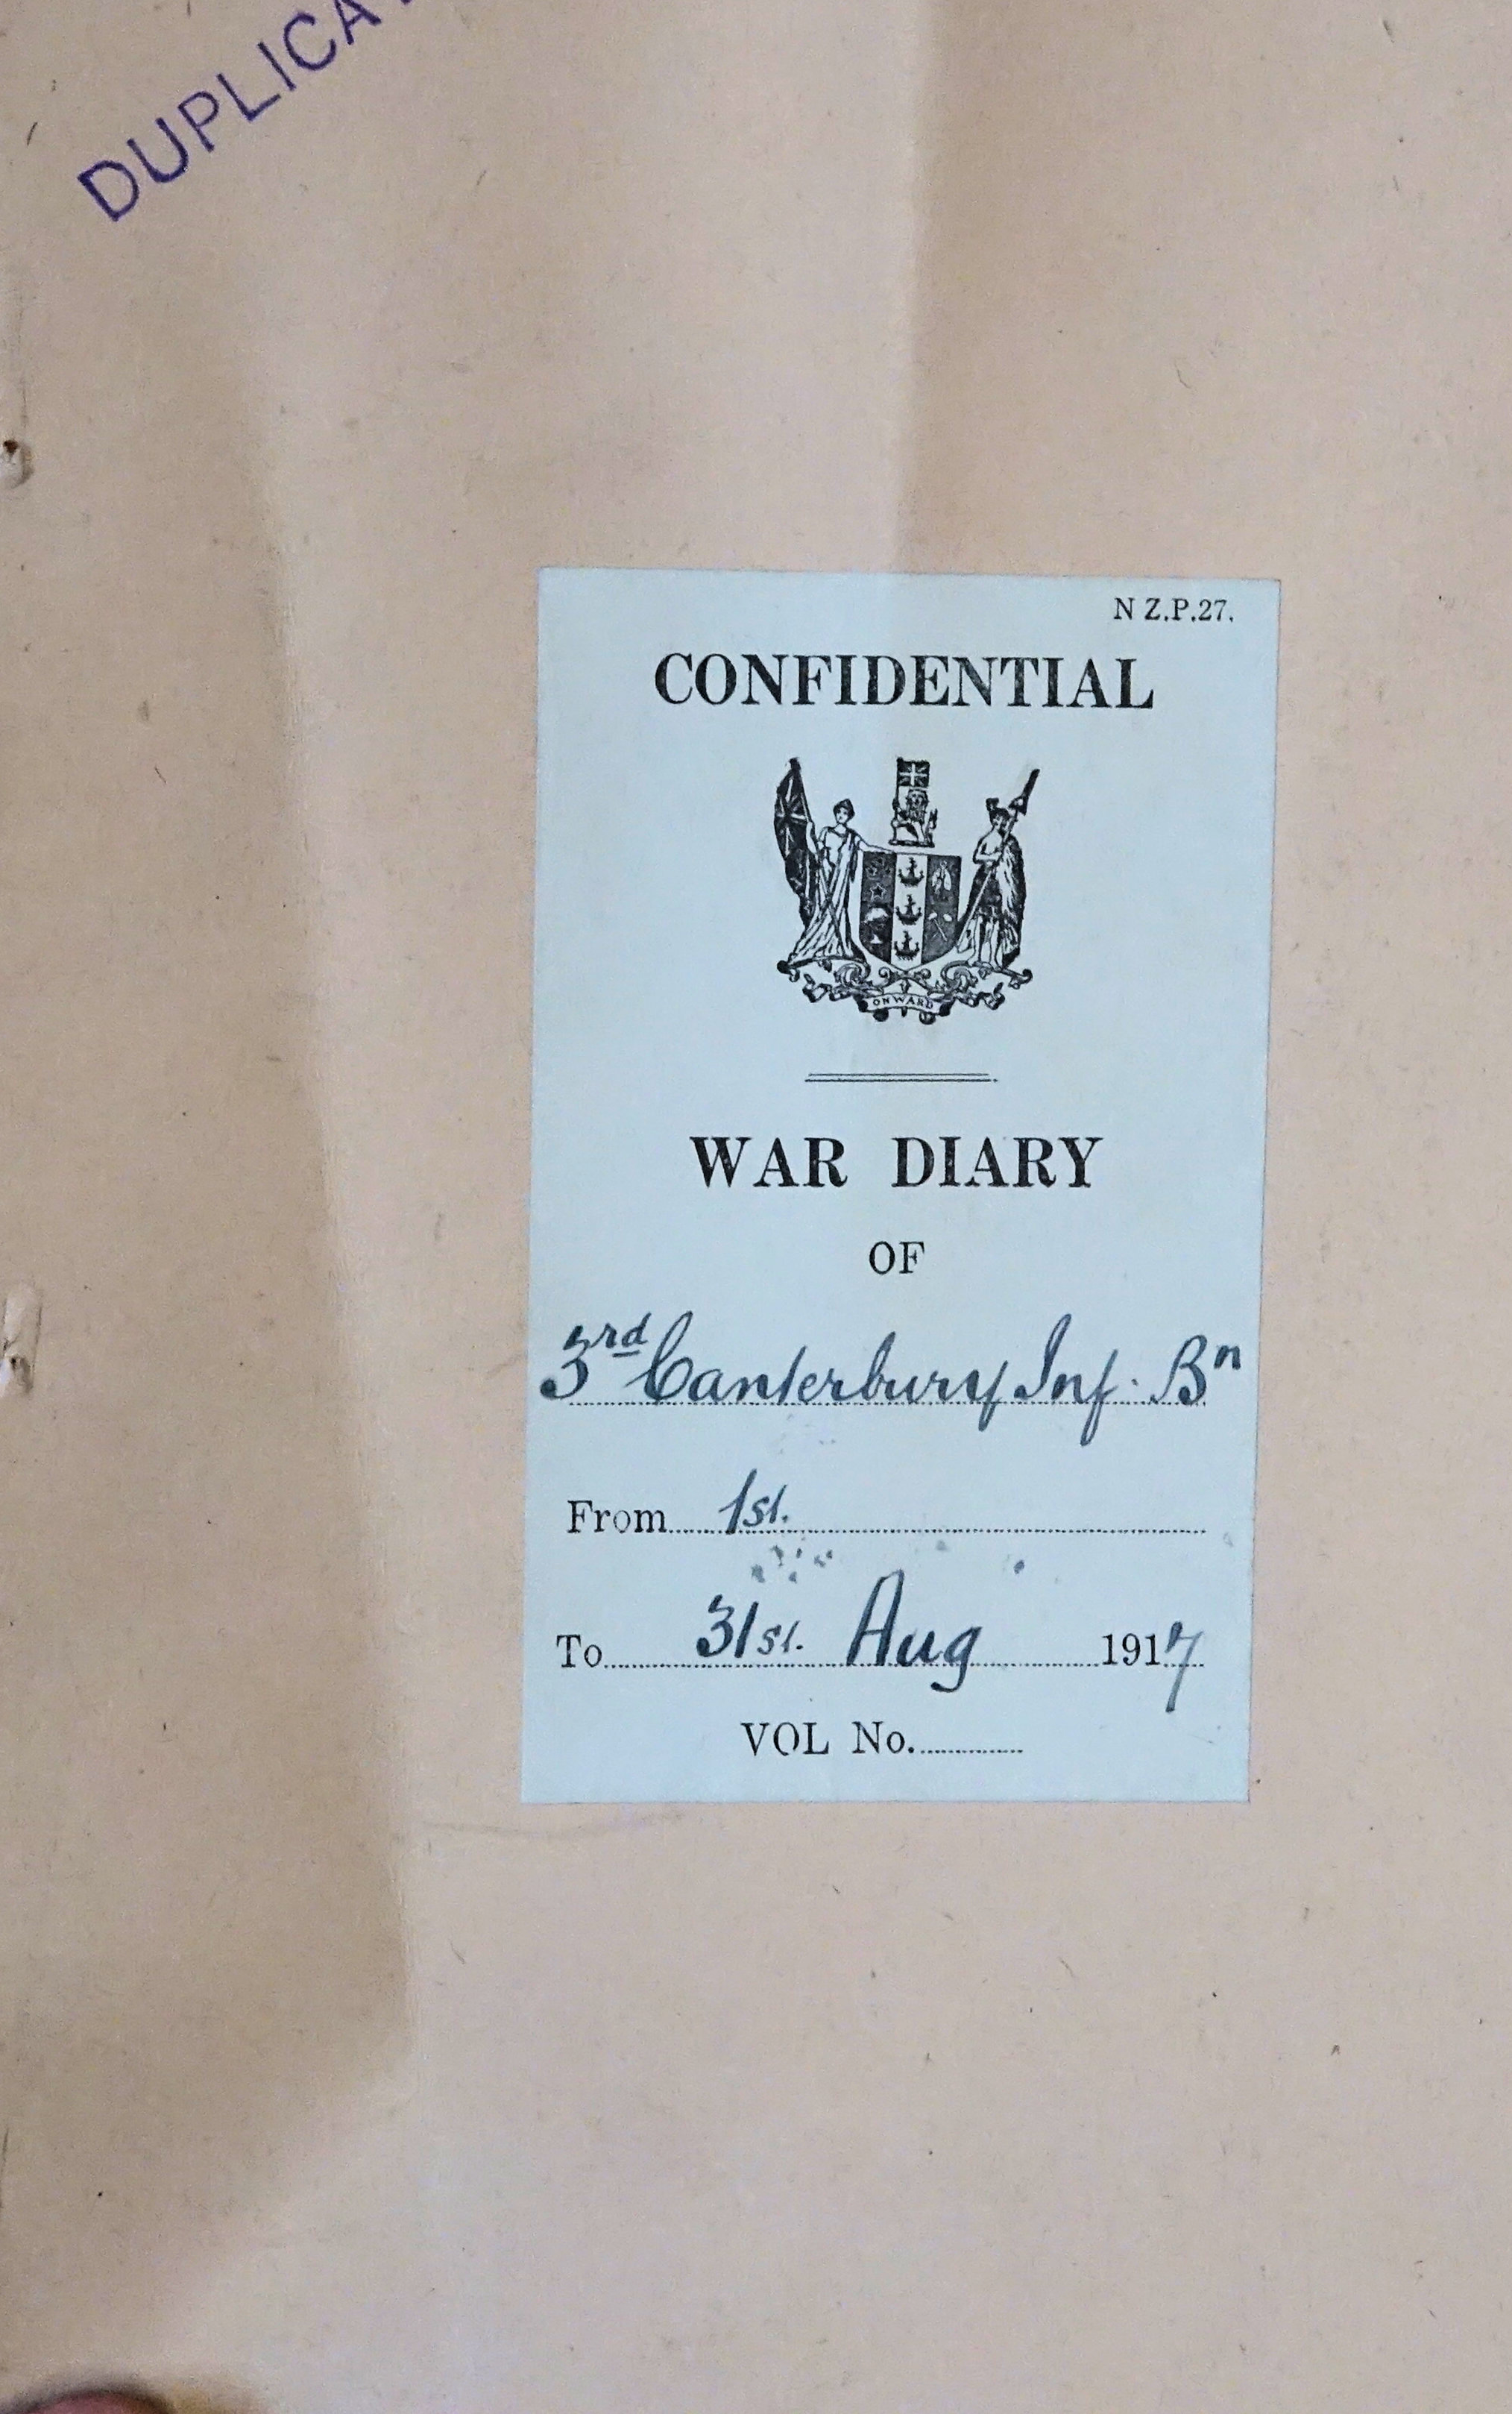 DUPLICA
N Z.P.27.
CONFIDENTIAL
ONWARD
WAR DIARY
OF
3rd Canterbury Inf. Bn
From 1st.
To 31st. Aug 1917
VOL No.